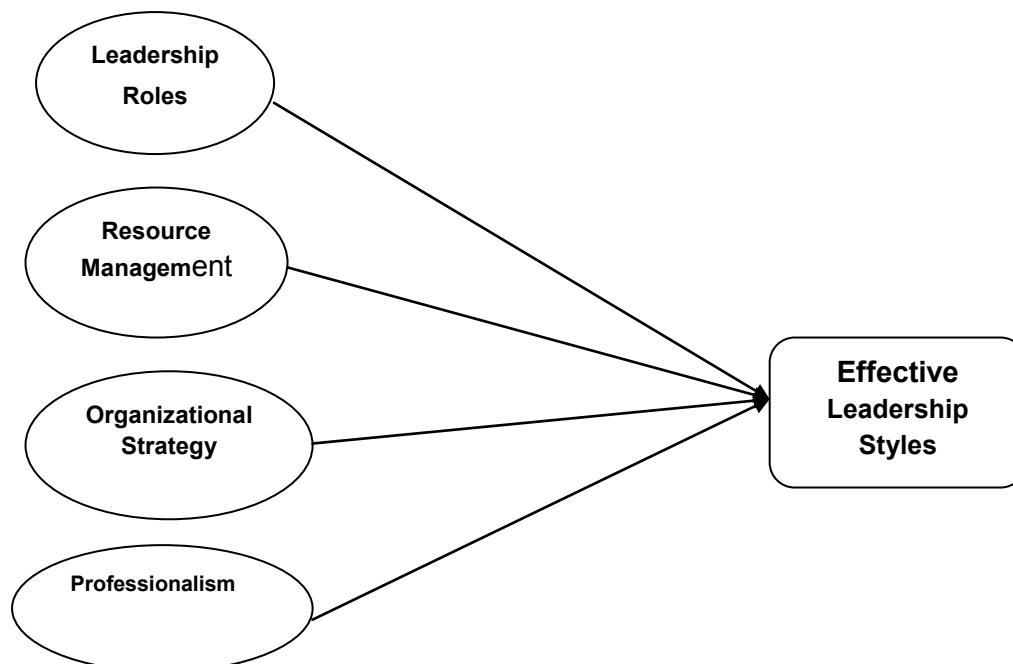 Leadership
Roles
Resource
Management
Organizational
Strategy
Professionalism
Effective
Leadership
Styles